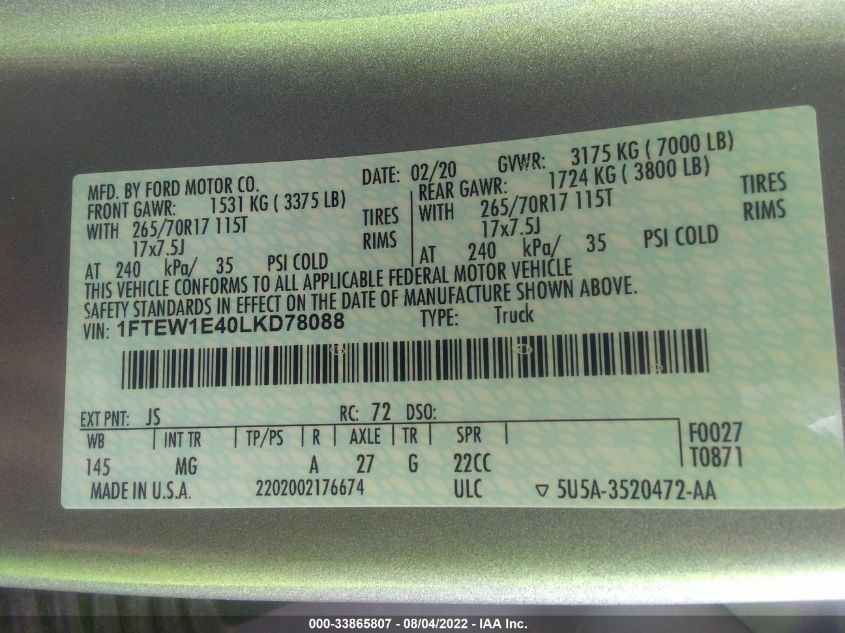 MFD. BY FORD MOTOR CO. DATE: 02/20 GVWR: 3175 KG ( 7000 LB)
FRONT GAWR: 1531 KG ( 3375 LB) REAR GAWR: 1724 KG ( 3800 LB)
WITH 265/70R17 115T TIRES WITH 265/70R17 115T TIRES
17x7.5J RIMS 17x7.5J RIMS
AT 240 kPa/ 35 PSI COLD AT 240 kPa/ 35 PSI COLD
THIS VEHICLE CONFORMS TO ALL APPLICABLE FEDERAL MOTOR VEHICLE
SAFETY STANDARDS IN EFFECT ON THE DATE OF MANUFACTURE SHOWN ABOVE.
VIN: 1FTEW1E40LKD78088 TYPE: Truck
EXT PNT: JS RC: 72 DSO:
WB INT TR TP/PS R AXLE TR SPR F0027
145 MG A 27 G 22CC T0871
MADE IN U.S.A. 2202002176674 ULC ▽ 5U5A-3520472-AA
000-33865807 - 08/04/2022 - IAA Inc.